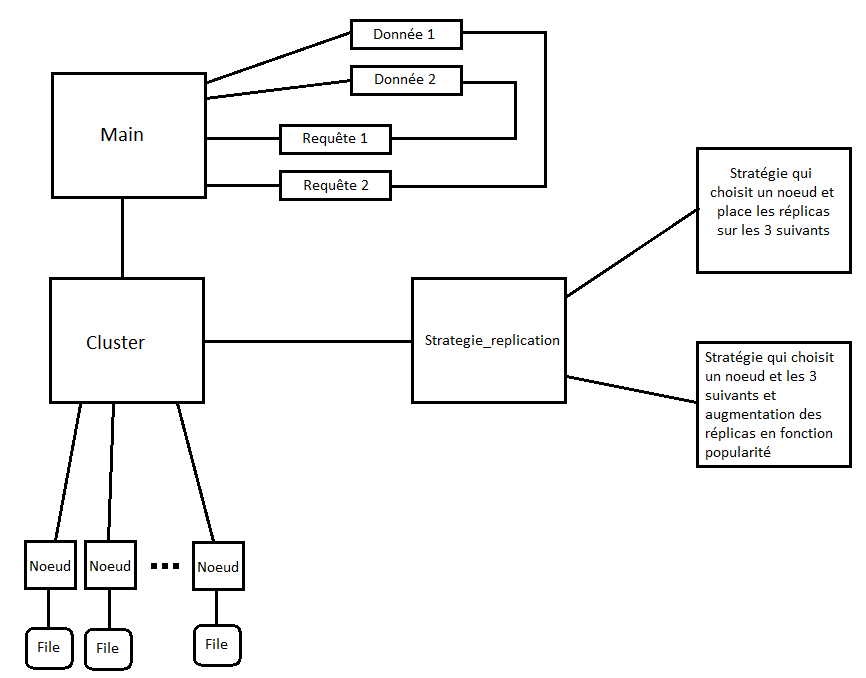 Donnée 1
Donnée 2
Main
Requête 1
Requête 2
Stratégie qui
choisit un noeud et
place les réplicas
sur les 3 suivants
Cluster
Strategie_replication
Stratégie qui choisit
un noeud et les 3
suivants et
augmentation des
réplicas en fonction
popularité
Noeud
Noeud
Noeud
File
File
File